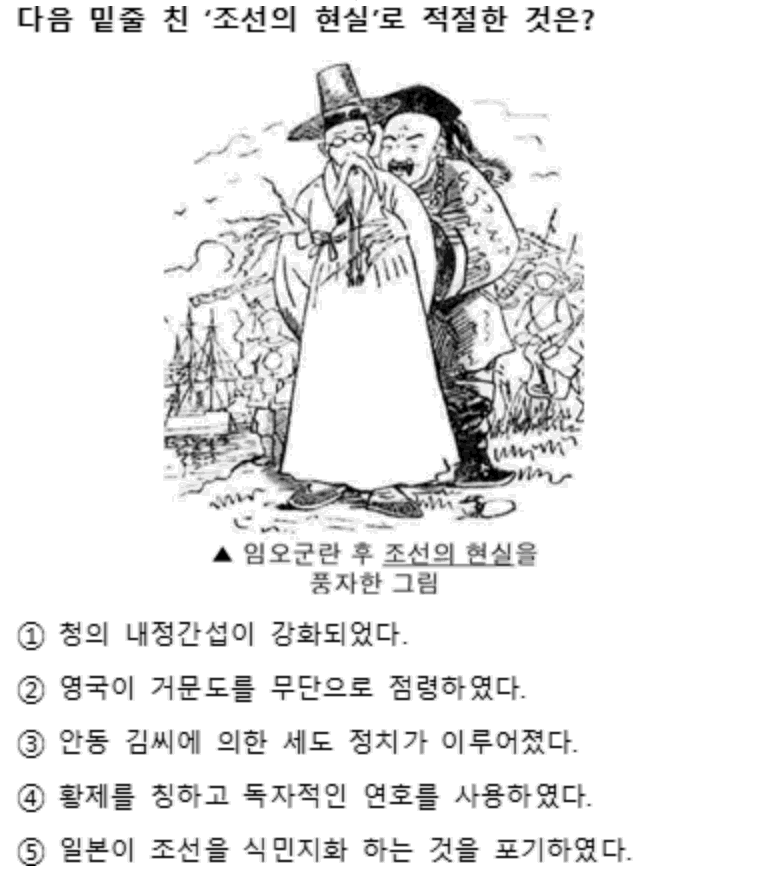 다음 밑줄 친 ‘조선의 현실’로 적절한 것은?
▲ 임오군란 후 조선의 현실을
풍자한 그림
① 청의 내정간섭이 강화되었다.
② 영국이 거문도를 무단으로 점령하였다.
③ 안동 김씨에 의한 세도 정치가 이루어졌다.
④ 황제를 칭하고 독자적인 연호를 사용하였다.
⑤ 일본이 조선을 식민지화 하는 것을 포기하였다.